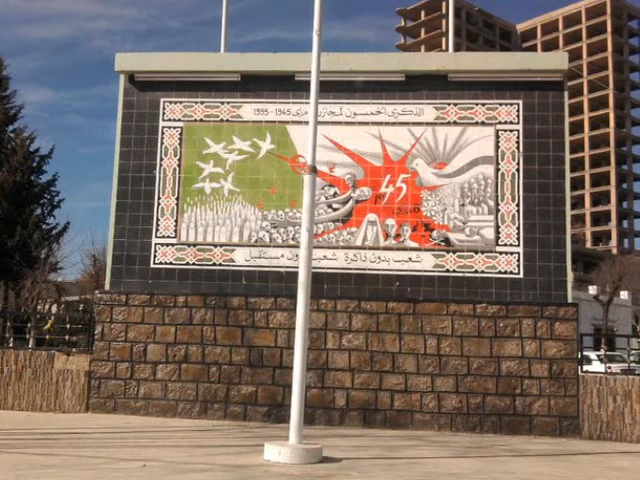 الذكرى الخمسون لمجازر ماي 1945 - 1995
45
شعب بدون ذاكرة شعب بدون مستقبل